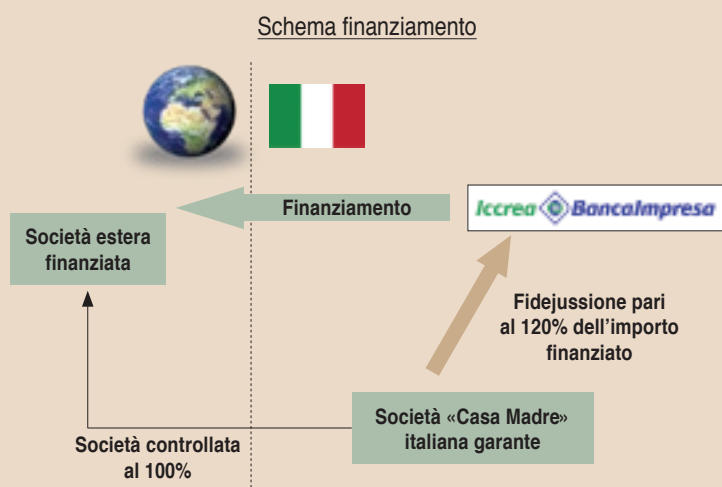 Schema finanziamento
Finanziamento
Iccrea BancaImpresa
Società estera
finanziata
Fidejussione pari
al 120% dell’importo
finanziato
Società «Casa Madre»
italiana garante
Società controllata
al 100%